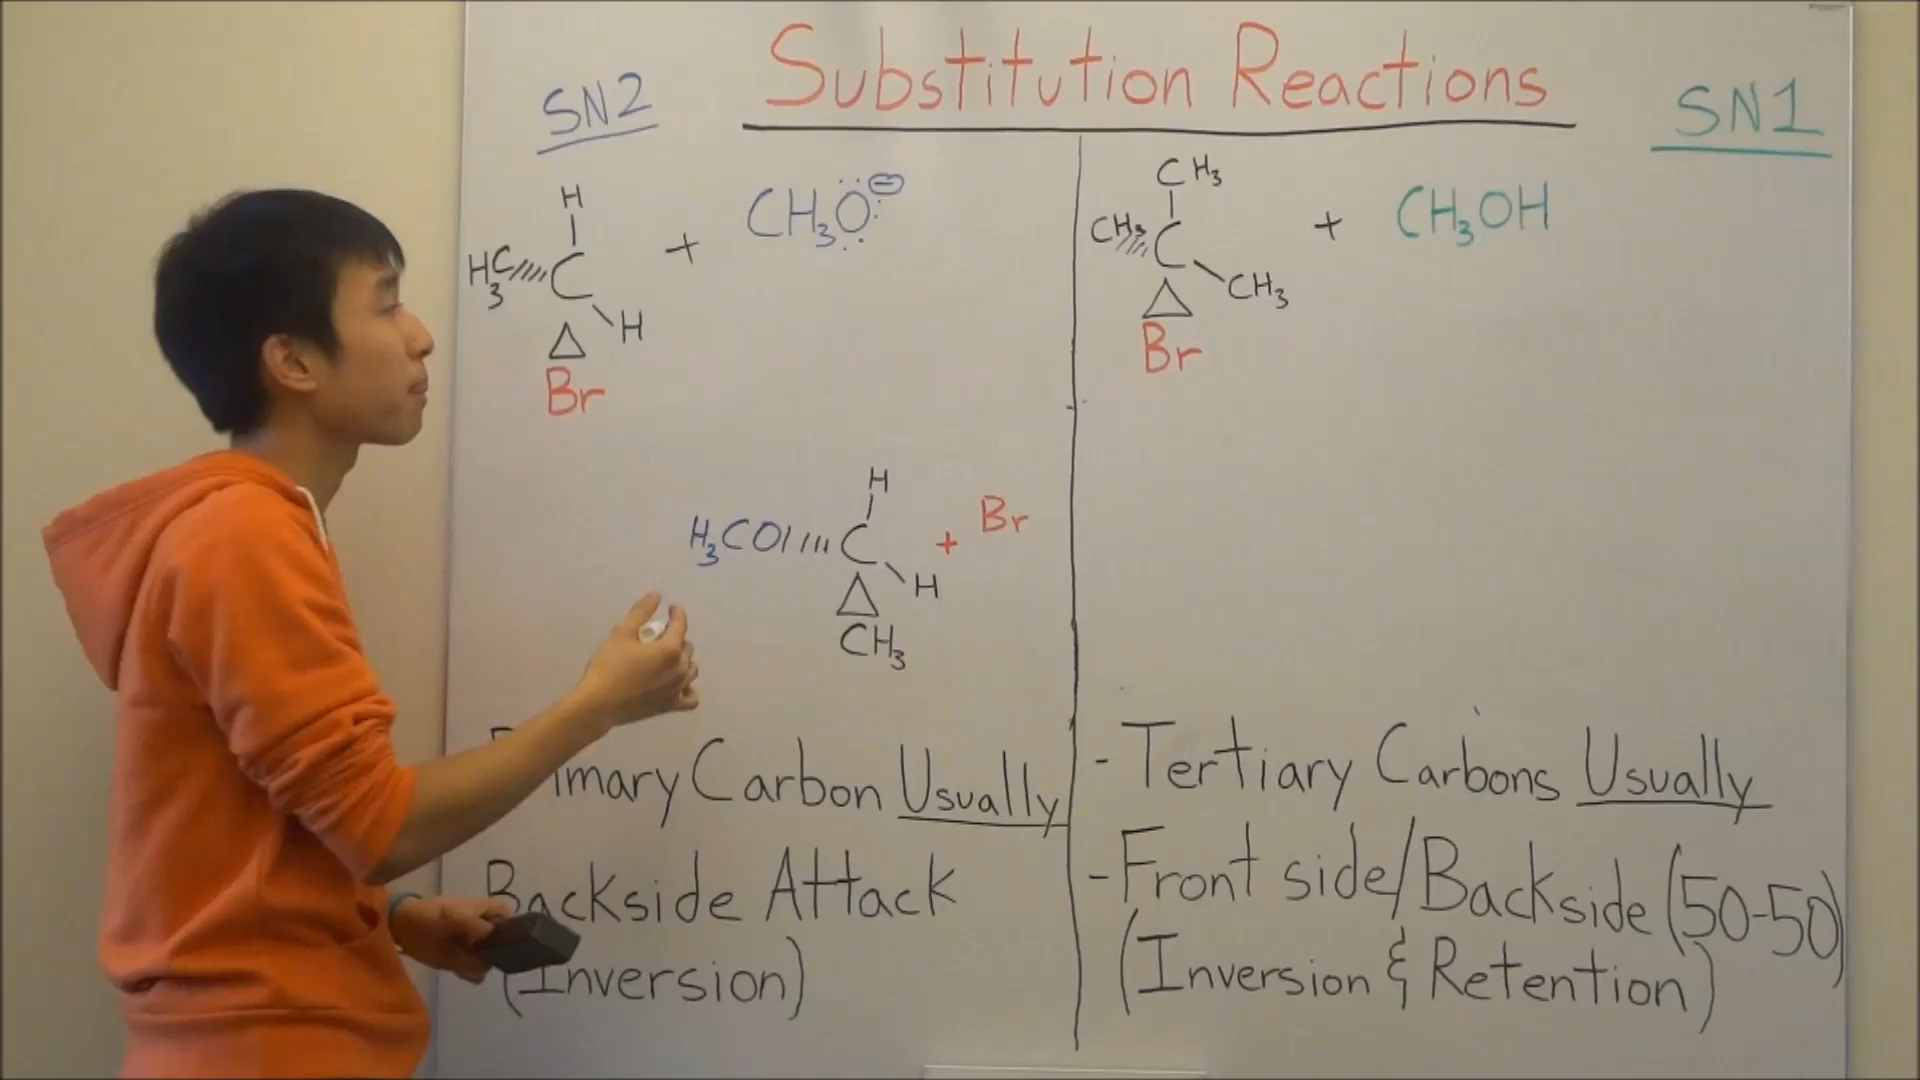 Substitution Reactions
SN2
H
H3C C H
Br
+ CH3O⊖
H
H3CO C H + Br
CH3
Primary Carbon Usually
Backside Attack
(Inversion)
SN1
CH3
CH3 C CH3
Br
+ CH3OH
- Tertiary Carbons Usually
- Front side/Backside (50-50)
(Inversion & Retention)